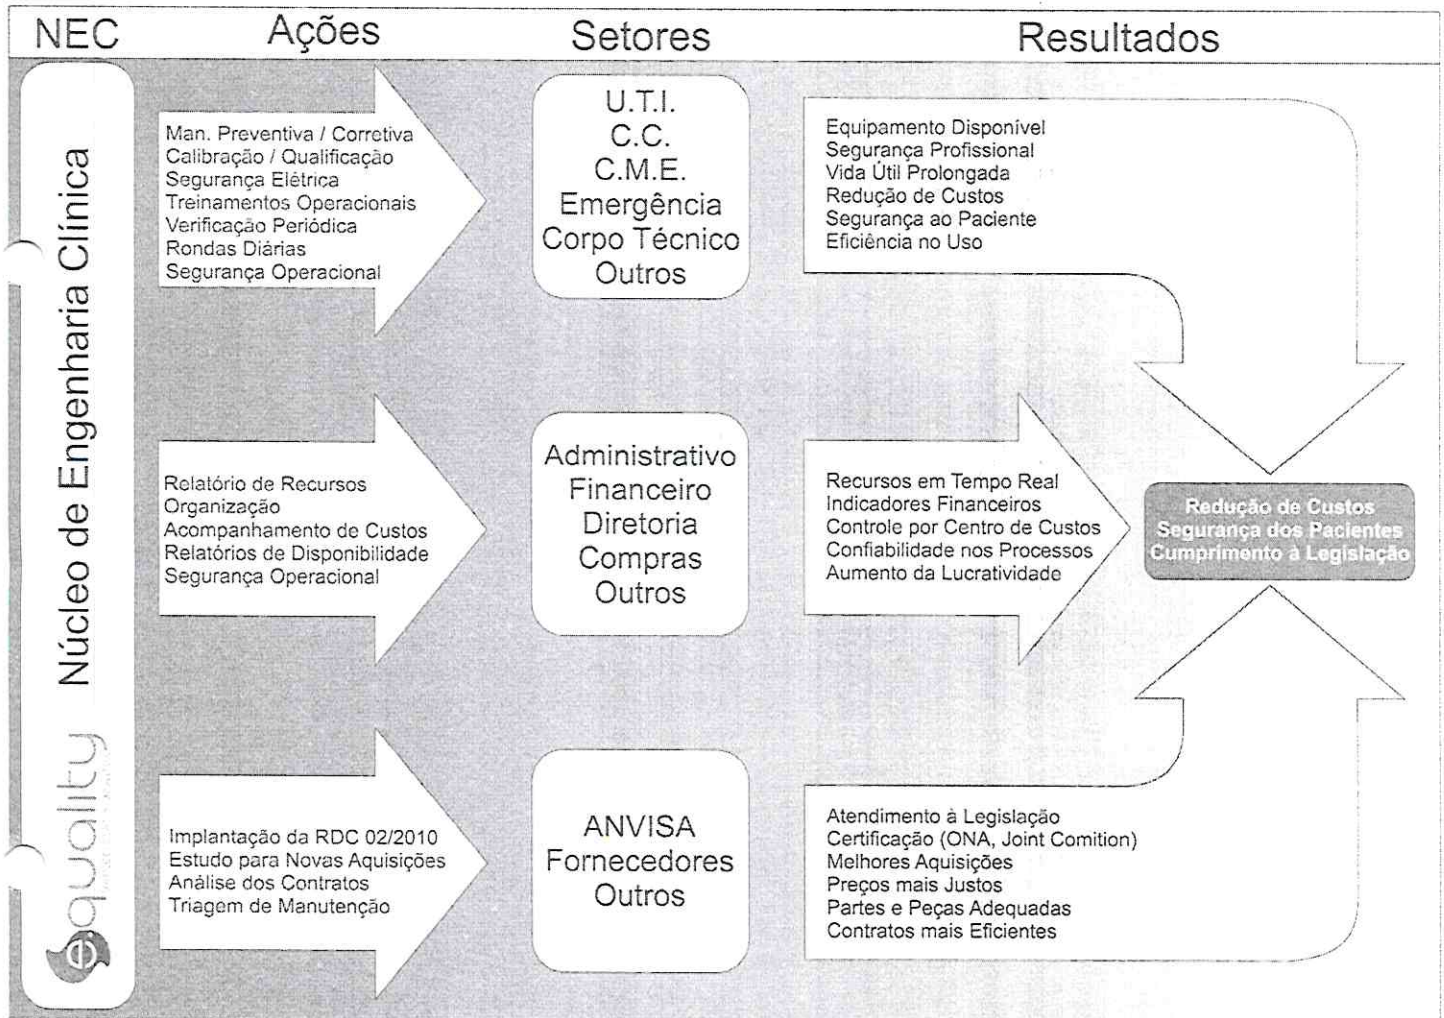 NEC
Ações
Setores
Resultados
Núcleo de Engenharia Clínica
e.quality
Man. Preventiva / Corretiva
Calibração / Qualificação
Segurança Elétrica
Treinamentos Operacionais
Verificação Periódica
Rondas Diárias
Segurança Operacional
U.T.I.
C.C.
C.M.E.
Emergência
Corpo Técnico
Outros
Equipamento Disponível
Segurança Profissional
Vida Útil Prolongada
Redução de Custos
Segurança ao Paciente
Eficiência no Uso
Relatório de Recursos
Organização
Acompanhamento de Custos
Relatórios de Disponibilidade
Segurança Operacional
Administrativo
Financeiro
Diretoria
Compras
Outros
Recursos em Tempo Real
Indicadores Financeiros
Controle por Centro de Custos
Confiabilidade nos Processos
Aumento da Lucratividade
Redução de Custos
Segurança dos Pacientes
Cumprimento à Legislação
Implantação da RDC 02/2010
Estudo para Novas Aquisições
Análise dos Contratos
Triagem de Manutenção
ANVISA
Fornecedores
Outros
Atendimento à Legislação
Certificação (ONA, Joint Comition)
Melhores Aquisições
Preços mais Justos
Partes e Peças Adequadas
Contratos mais Eficientes